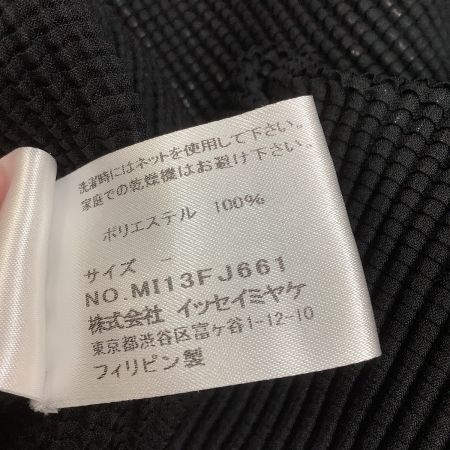 洗濯時にはネットを使用して下さい。
家庭での乾燥機はお避け下さい。
ポリエステル 100%
サイズ －
NO.MI13FJ661
株式会社 イッセイミヤケ
東京都渋谷区富ヶ谷1-12-10
フィリピン製